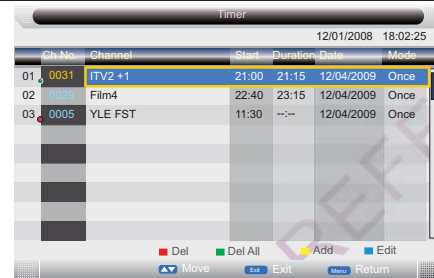 Timer
12/01/2008 18:02:25
Ch No. Channel Start Duration Date Mode
01 0031 ITV2 +1 21:00 21:15 12/04/2009 Once
02 0029 Film4 22:40 23:15 12/04/2009 Once
03 0005 YLE FST 11:30 --:-- 12/04/2009 Once
REFE
Del Del All Add Edit
Move Exit Exit Menu Return